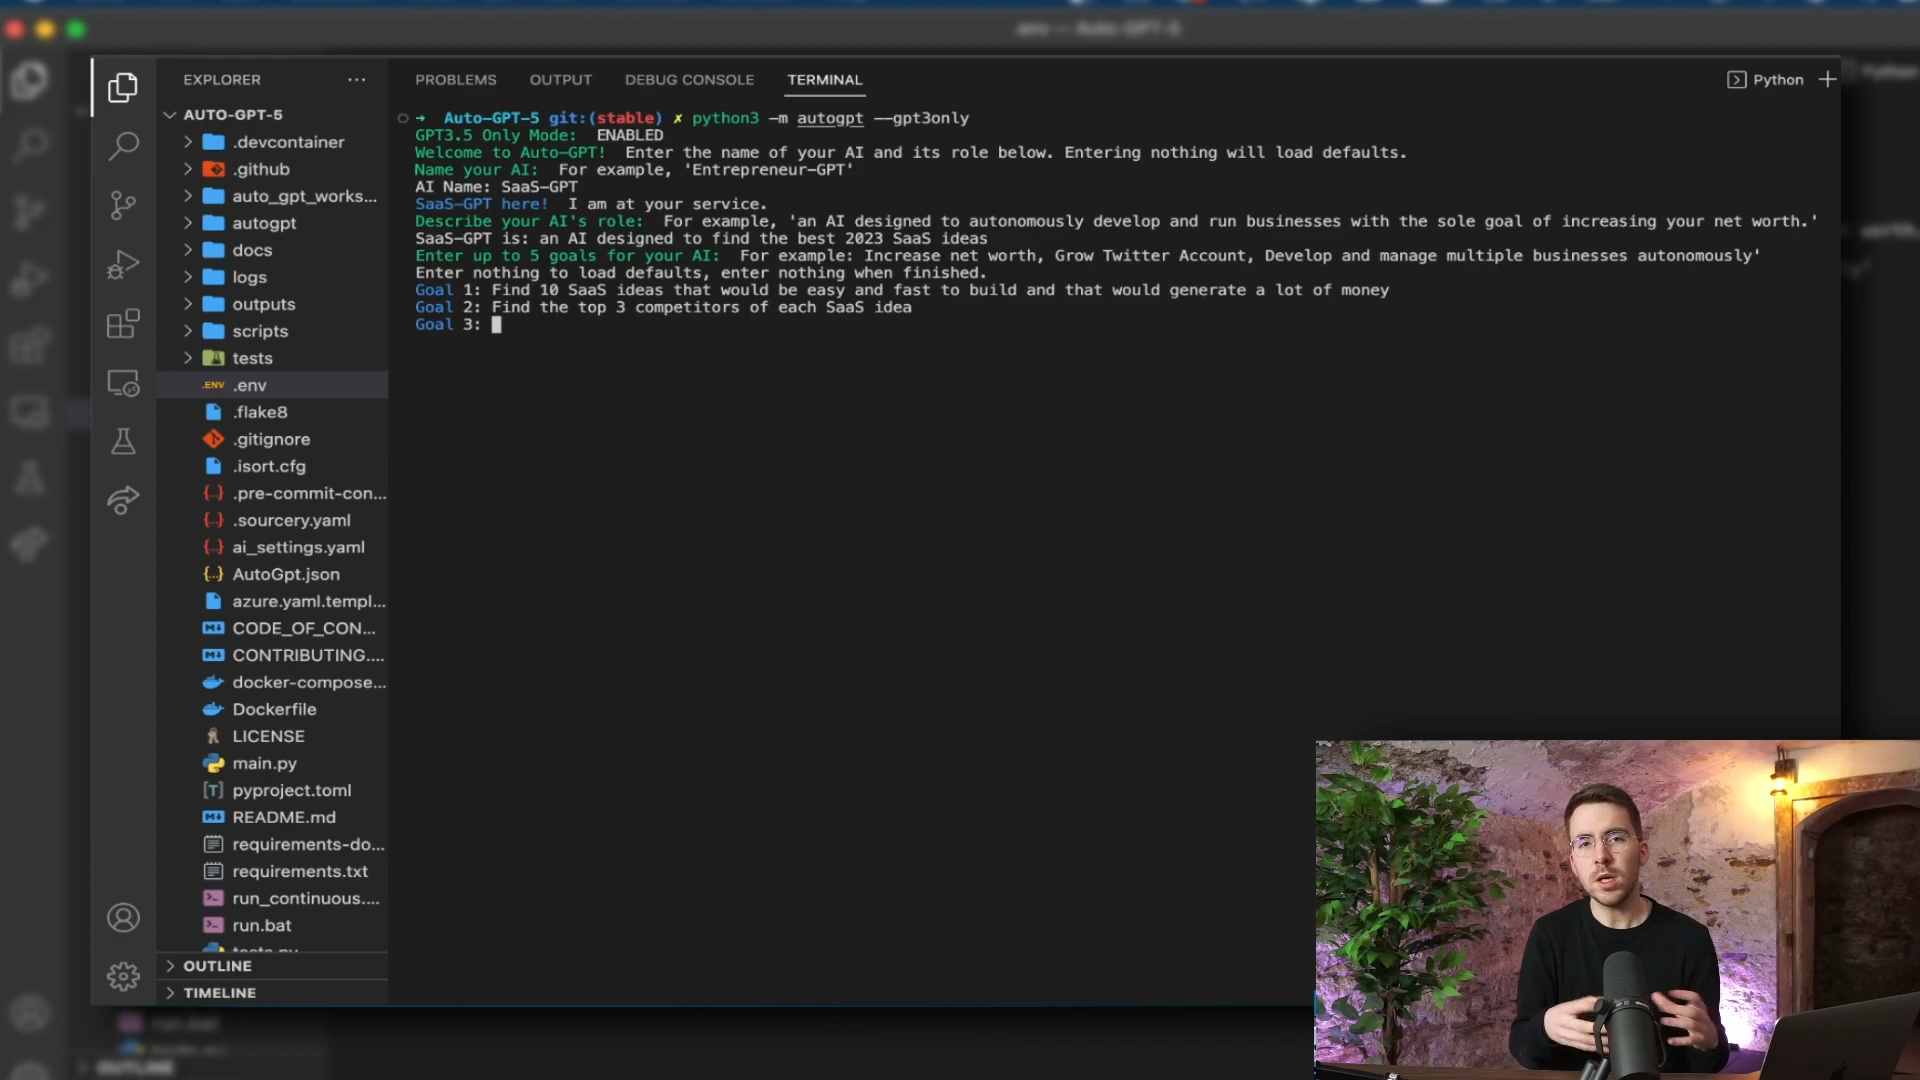 .env — Auto-GPT-5
EXPLORER
AUTO-GPT-5
.devcontainer
.github
auto_gpt_works...
autogpt
docs
logs
outputs
scripts
tests
.ENV .env
.flake8
.gitignore
.isort.cfg
{..} .pre-commit-con...
{..} .sourcery.yaml
{..} ai_settings.yaml
{..} AutoGpt.json
azure.yaml.templ...
CODE_OF_CON...
CONTRIBUTING....
docker-compose...
Dockerfile
LICENSE
main.py
[T] pyproject.toml
README.md
requirements-do...
requirements.txt
run_continuous....
run.bat
tests.py
OUTLINE
TIMELINE
PROBLEMS OUTPUT DEBUG CONSOLE TERMINAL Python
→ Auto-GPT-5 git:(stable) ✗ python3 -m autogpt --gpt3only
GPT3.5 Only Mode: ENABLED
Welcome to Auto-GPT! Enter the name of your AI and its role below. Entering nothing will load defaults.
Name your AI: For example, 'Entrepreneur-GPT'
AI Name: SaaS-GPT
SaaS-GPT here! I am at your service.
Describe your AI's role: For example, 'an AI designed to autonomously develop and run businesses with the sole goal of increasing your net worth.'
SaaS-GPT is: an AI designed to find the best 2023 SaaS ideas
Enter up to 5 goals for your AI: For example: Increase net worth, Grow Twitter Account, Develop and manage multiple businesses autonomously'
Enter nothing to load defaults, enter nothing when finished.
Goal 1: Find 10 SaaS ideas that would be easy and fast to build and that would generate a lot of money
Goal 2: Find the top 3 competitors of each SaaS idea
Goal 3:
run.bat
OUTLINE